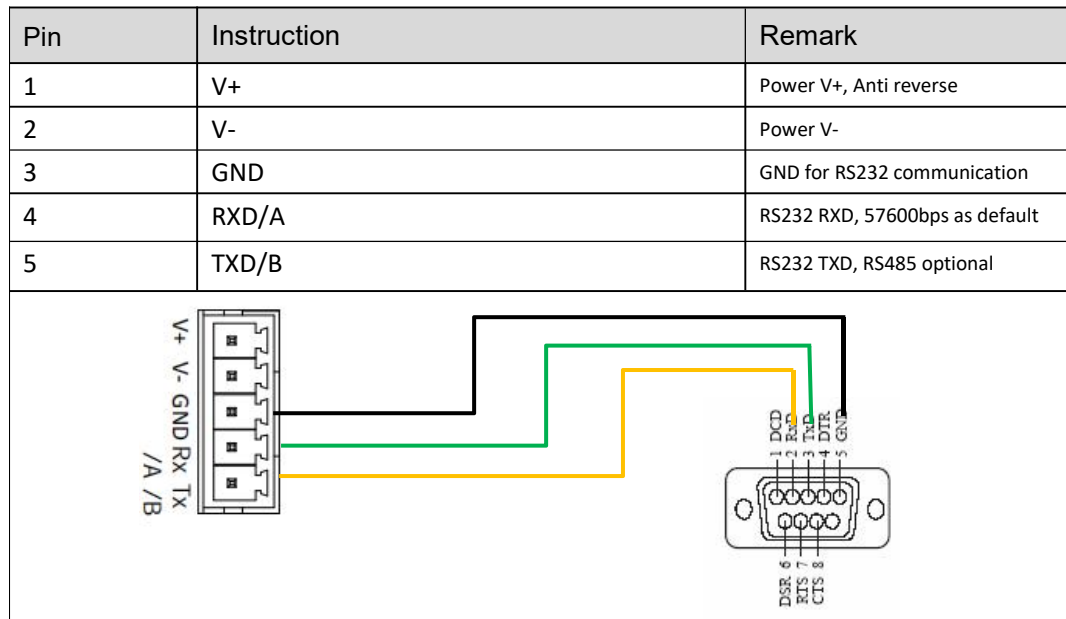 Pin Instruction Remark
1 V+ Power V+, Anti reverse
2 V- Power V-
3 GND GND for RS232 communication
4 RXD/A RS232 RXD, 57600bps as default
5 TXD/B RS232 TXD, RS485 optional
V+ V- GND Rx Tx
/A /B
1 DCD
2 RxD
3 TxD
4 DTR
5 GND
DSR 6
RTS 7
CTS 8